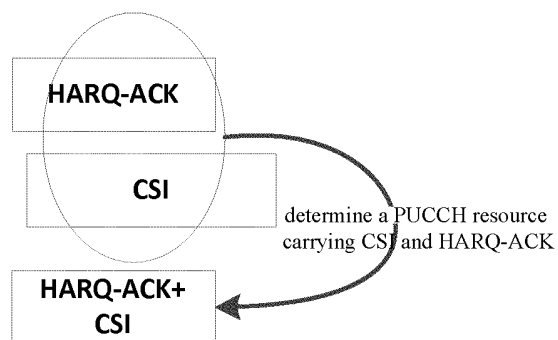 HARQ-ACK
CSI
determine a PUCCH resource
carrying CSI and HARQ-ACK
HARQ-ACK+
CSI